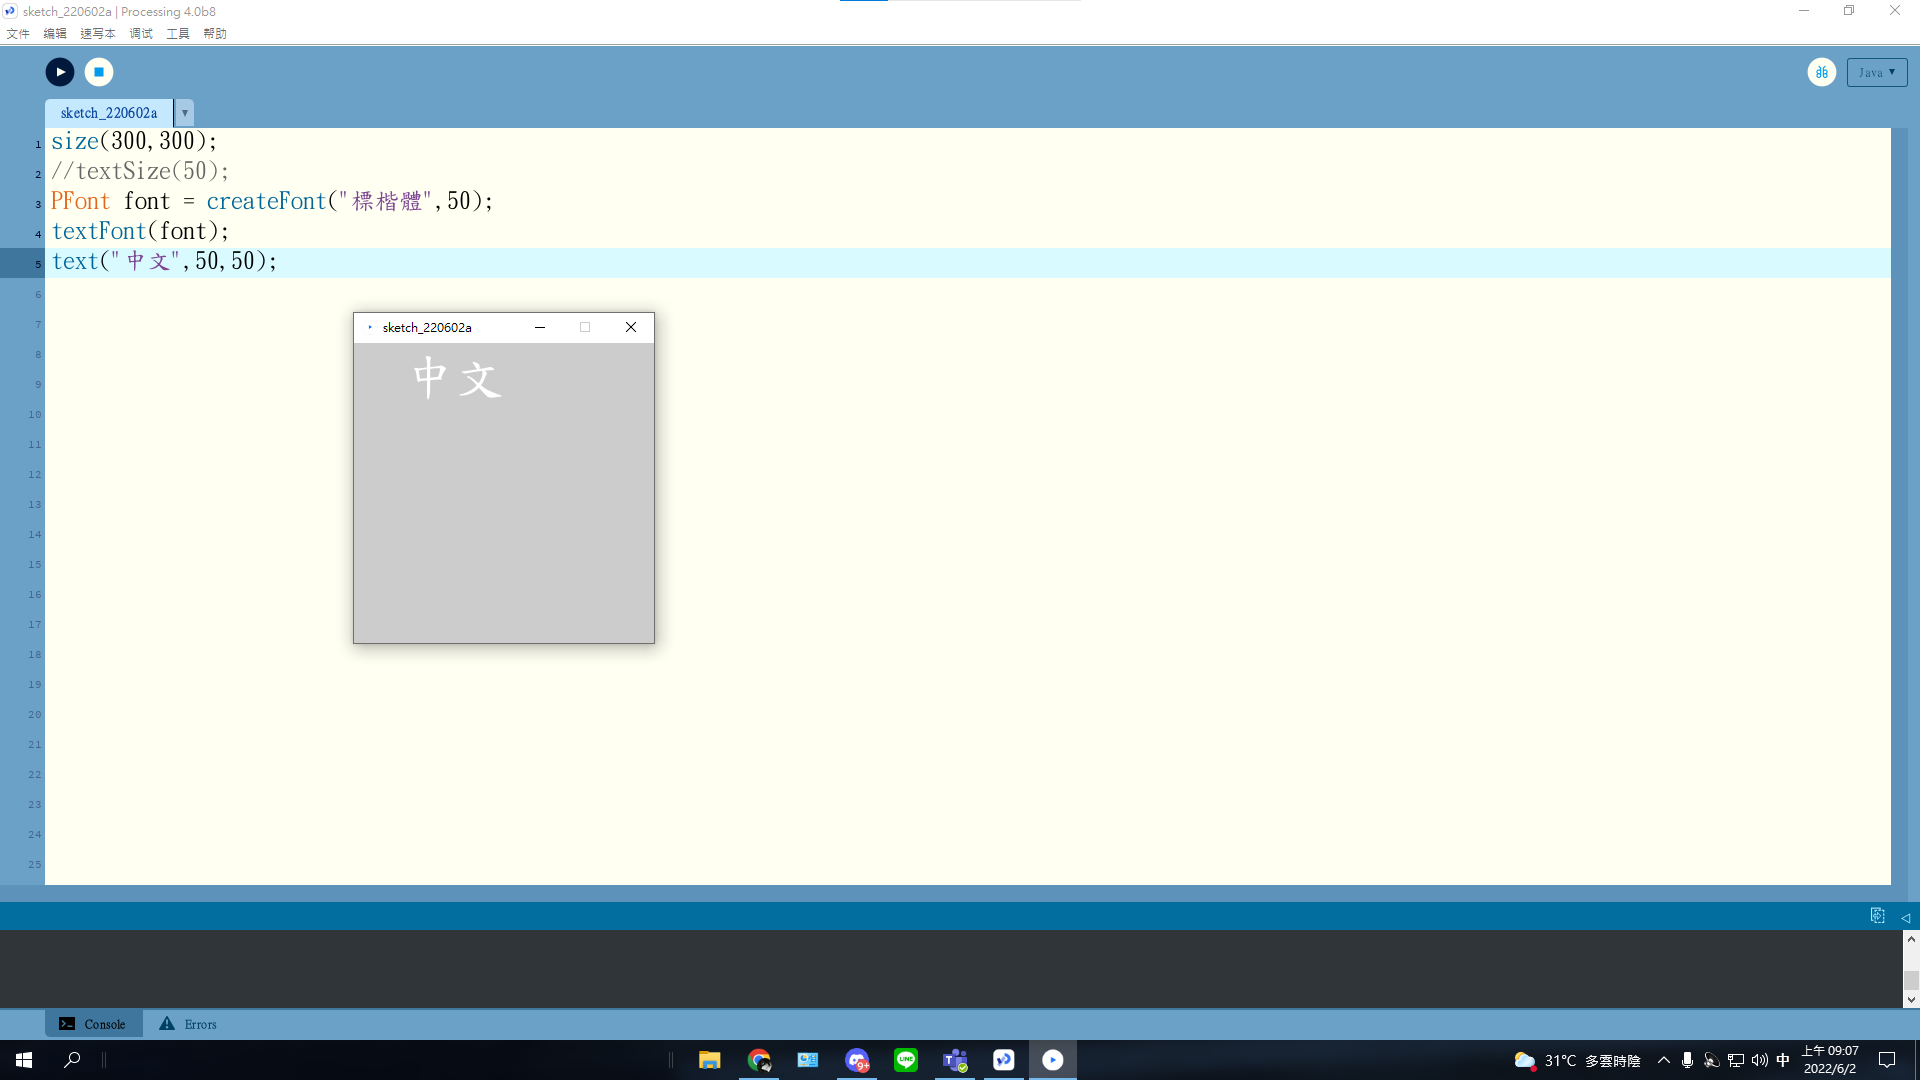 sketch_220602a | Processing 4.0b8
文件 编辑 速写本 调试 工具 帮助
Java ▼
sketch_220602a ▼
1 size(300,300);
2 //textSize(50);
3 PFont font = createFont("標楷體",50);
4 textFont(font);
5 text("中文",50,50);
6
7
8
9
10
11
12
13
14
15
16
17
18
19
20
21
22
23
24
25
sketch_220602a
中文
Console Errors
9+
LINE
T
31°C 多雲時陰
中
上午 09:07
2022/6/2